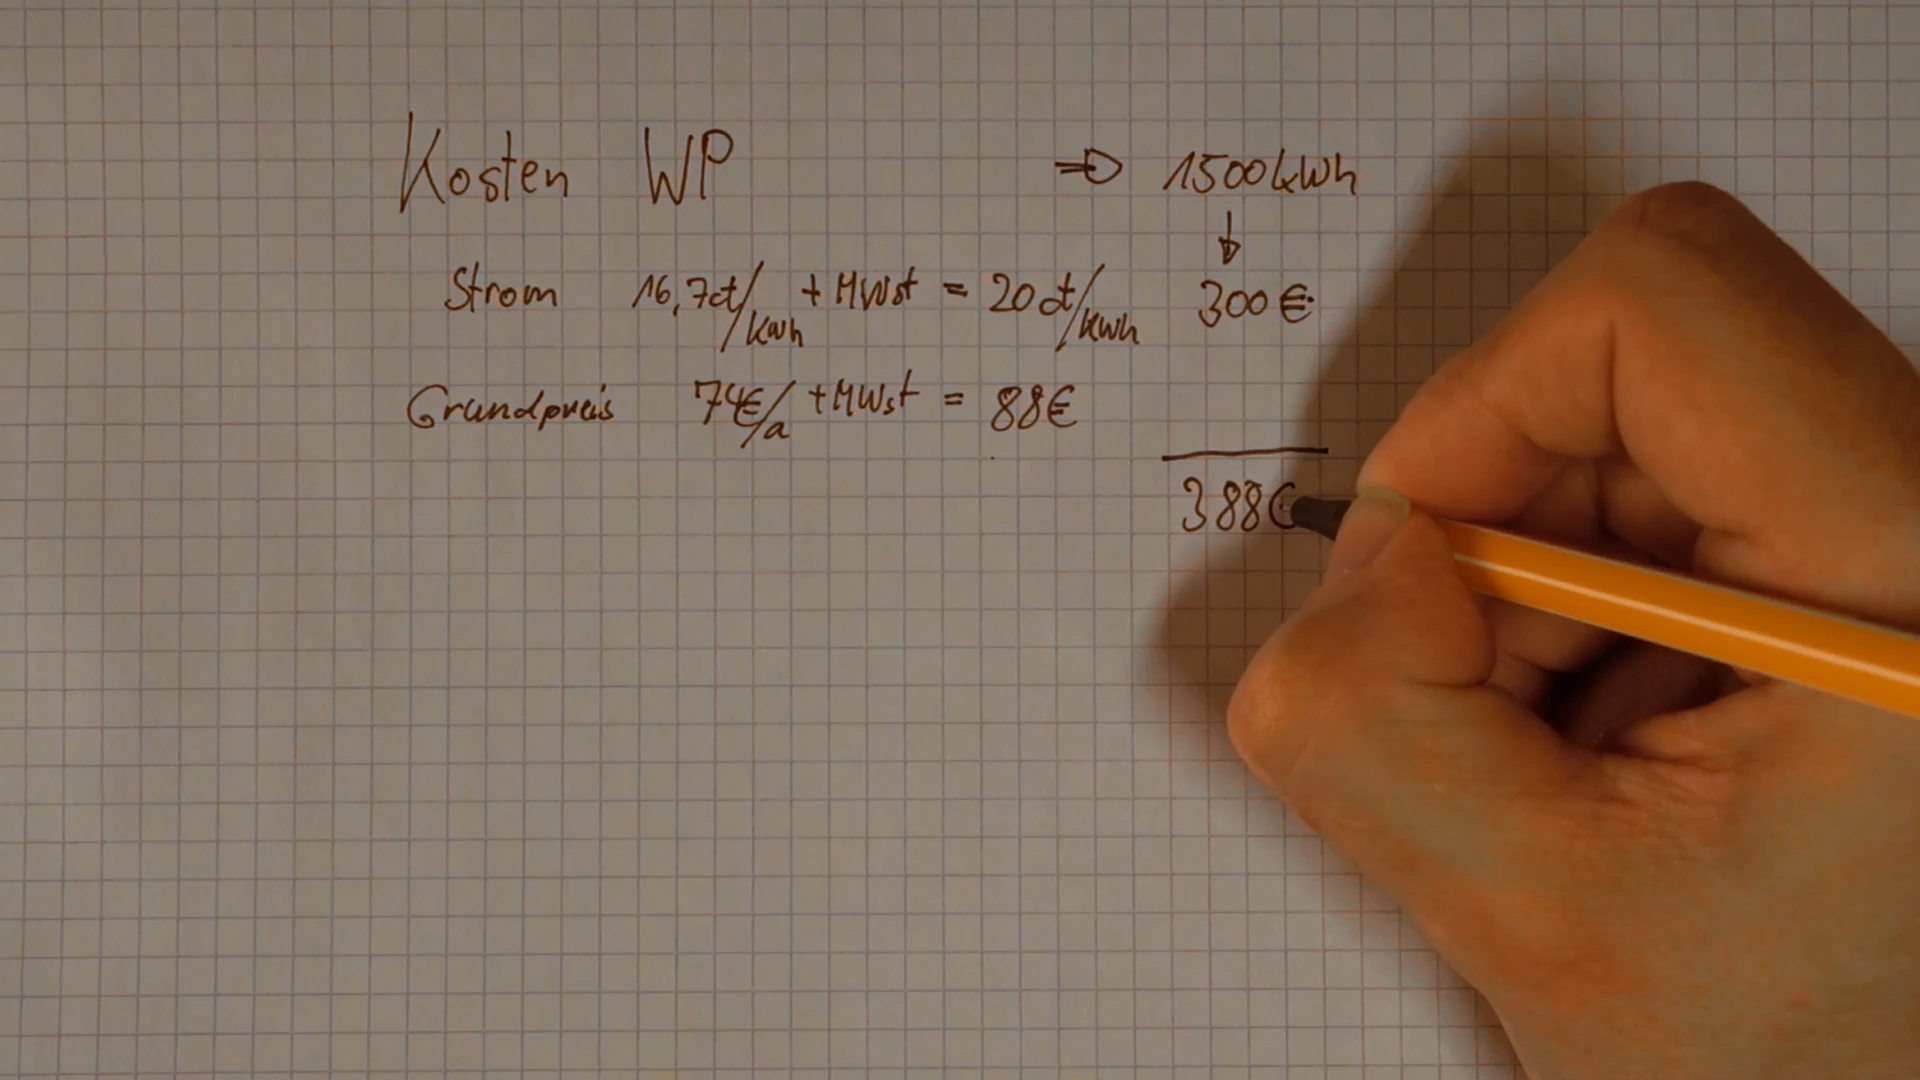 Kosten WP ⇒ 1500kWh
↓
Strom 16,7ct/kWh + MWSt = 20ct/kWh 300€
Grundpreis 74€/a + MWSt = 88€
388€